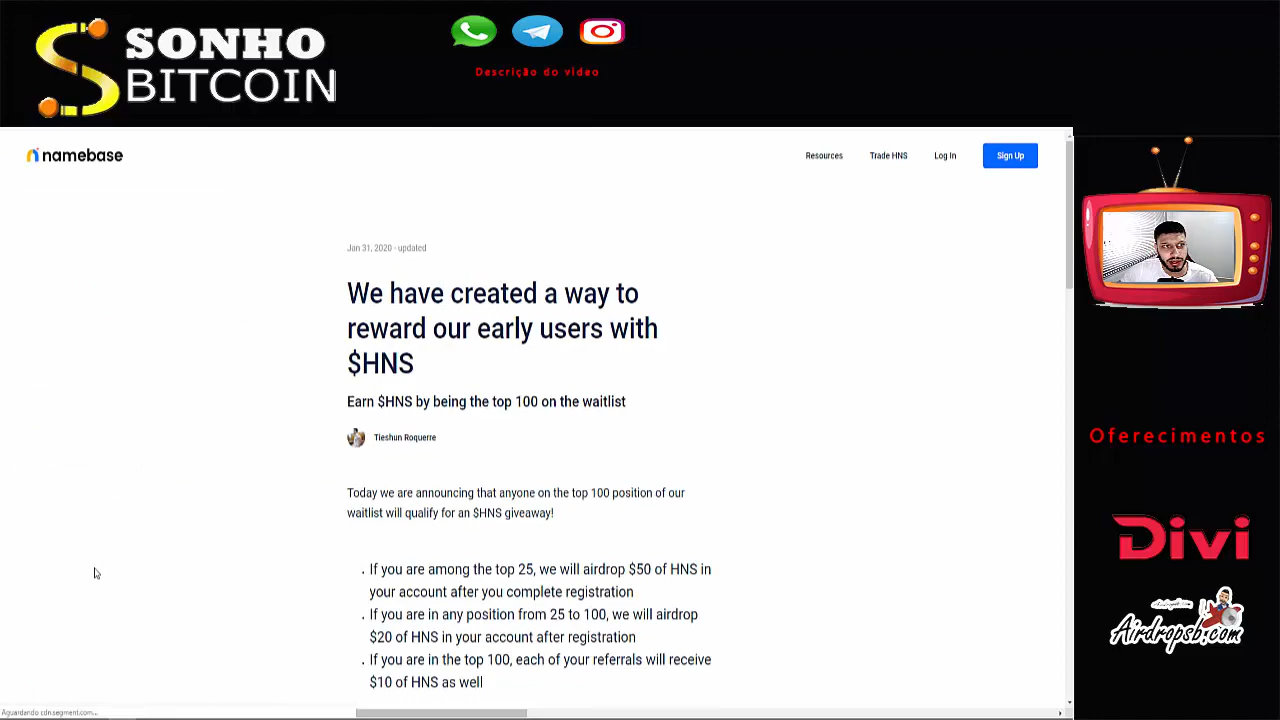 SONHO
BITCOIN
Descrição do vídeo
namebase
Resources
Trade HNS
Log In
Sign Up
Jan 31, 2020 - updated
We have created a way to
reward our early users with
$HNS
Earn $HNS by being the top 100 on the waitlist
Tieshun Roquerre
Today we are announcing that anyone on the top 100 position of our
waitlist will qualify for an $HNS giveaway!
. If you are among the top 25, we will airdrop $50 of HNS in
your account after you complete registration
. If you are in any position from 25 to 100, we will airdrop
$20 of HNS in your account after registration
. If you are in the top 100, each of your referrals will receive
$10 of HNS as well
Aguardando cdn.segment.com...
Oferecimentos
Divi
Airdropsb.com